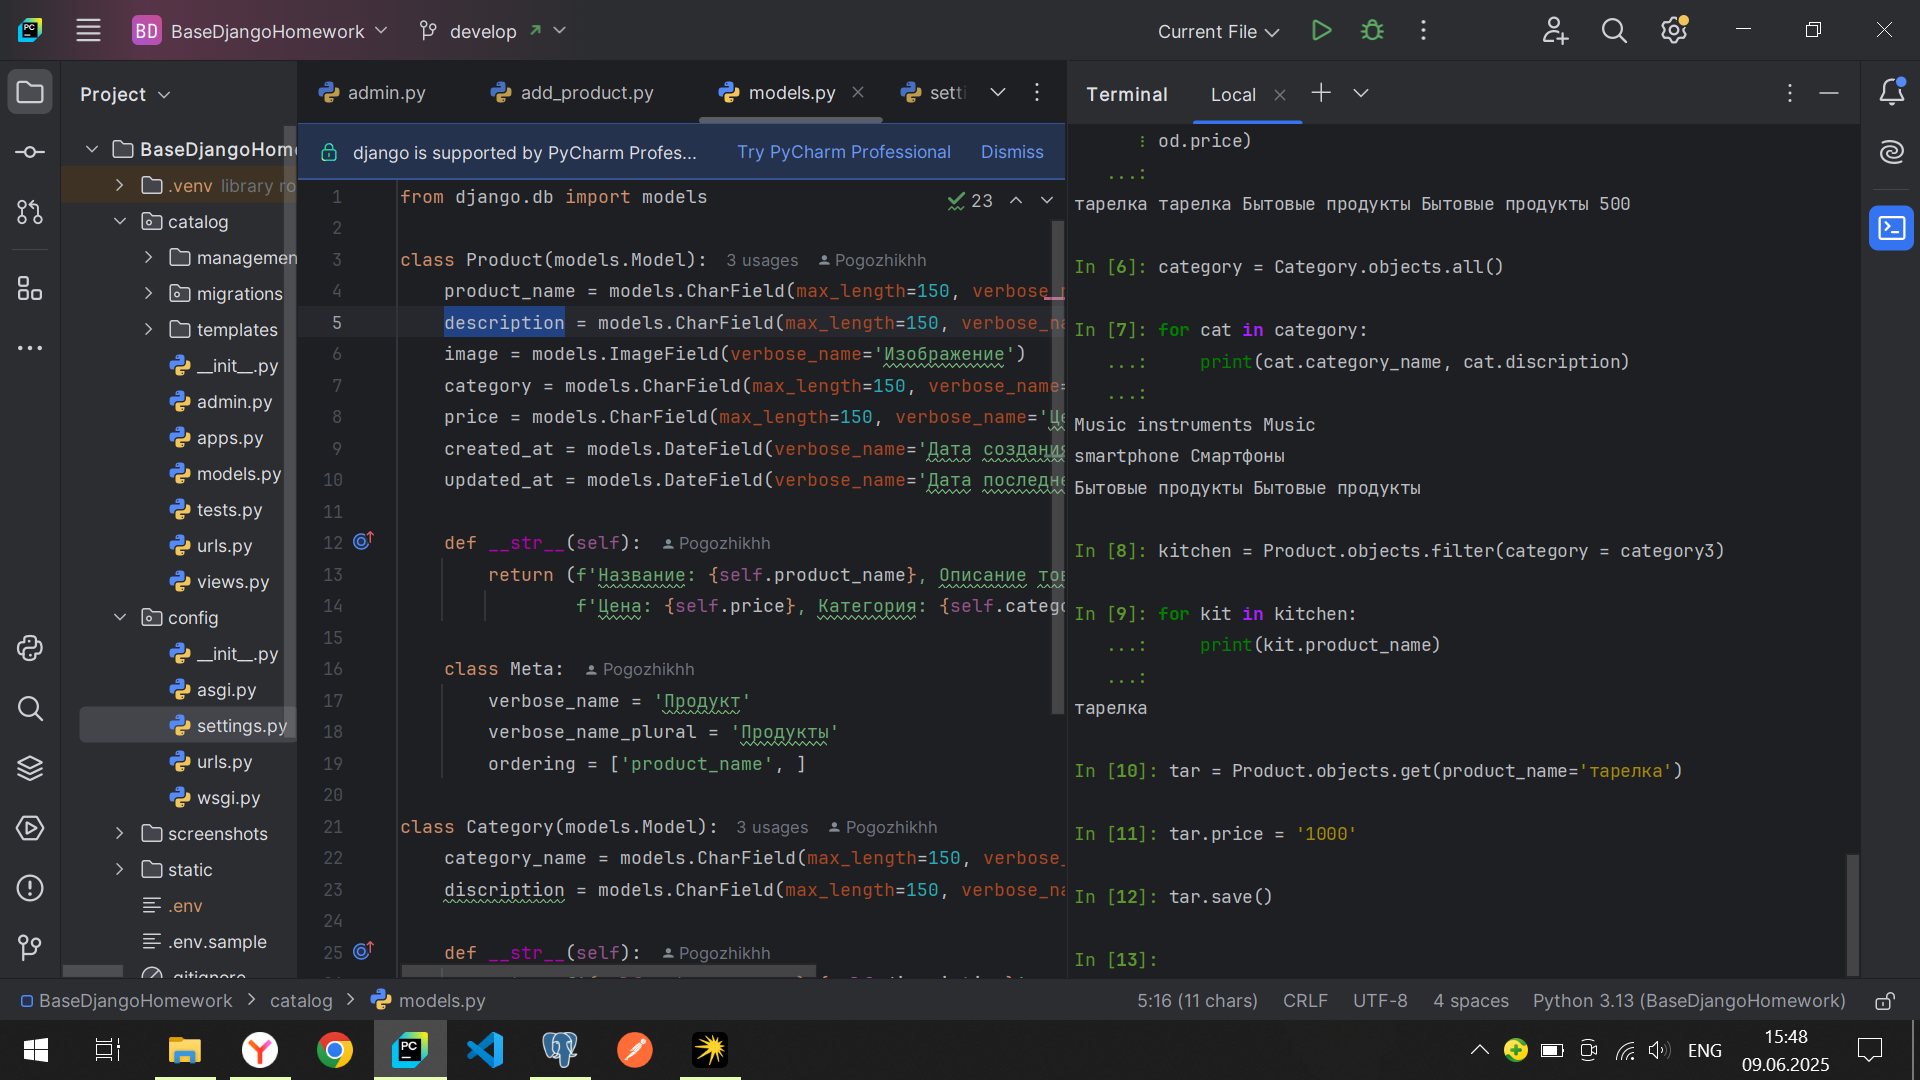 BD BaseDjangoHomework develop Current File
Project
BaseDjangoHom
.venv library ro
catalog
managemen
migrations
templates
__init__.py
admin.py
apps.py
models.py
tests.py
urls.py
views.py
config
__init__.py
asgi.py
settings.py
urls.py
wsgi.py
screenshots
static
.env
.env.sample
.gitignore
admin.py add_product.py models.py setti
django is supported by PyCharm Profes... Try PyCharm Professional Dismiss
23
1 from django.db import models
2
3 class Product(models.Model): 3 usages Pogozhikhh
4 product_name = models.CharField(max_length=150, verbose_n
5 description = models.CharField(max_length=150, verbose_na
6 image = models.ImageField(verbose_name='Изображение')
7 category = models.CharField(max_length=150, verbose_name=
8 price = models.CharField(max_length=150, verbose_name='Це
9 created_at = models.DateField(verbose_name='Дата создания
10 updated_at = models.DateField(verbose_name='Дата последне
11
12 def __str__(self): Pogozhikhh
13 return (f'Название: {self.product_name}, Описание тов
14 f'Цена: {self.price}, Категория: {self.catego
15
16 class Meta: Pogozhikhh
17 verbose_name = 'Продукт'
18 verbose_name_plural = 'Продукты'
19 ordering = ['product_name', ]
20
21 class Category(models.Model): 3 usages Pogozhikhh
22 category_name = models.CharField(max_length=150, verbose_
23 discription = models.CharField(max_length=150, verbose_na
24
25 def __str__(self): Pogozhikhh
Terminal Local
od.price)
...:
тарелка тарелка Бытовые продукты Бытовые продукты 500
In [6]: category = Category.objects.all()
In [7]: for cat in category:
...: print(cat.category_name, cat.discription)
...:
Music instruments Music
smartphone Смартфоны
Бытовые продукты Бытовые продукты
In [8]: kitchen = Product.objects.filter(category = category3)
In [9]: for kit in kitchen:
...: print(kit.product_name)
...:
тарелка
In [10]: tar = Product.objects.get(product_name='тарелка')
In [11]: tar.price = '1000'
In [12]: tar.save()
In [13]:
BaseDjangoHomework > catalog > models.py 5:16 (11 chars) CRLF UTF-8 4 spaces Python 3.13 (BaseDjangoHomework)
ENG 15:48
09.06.2025